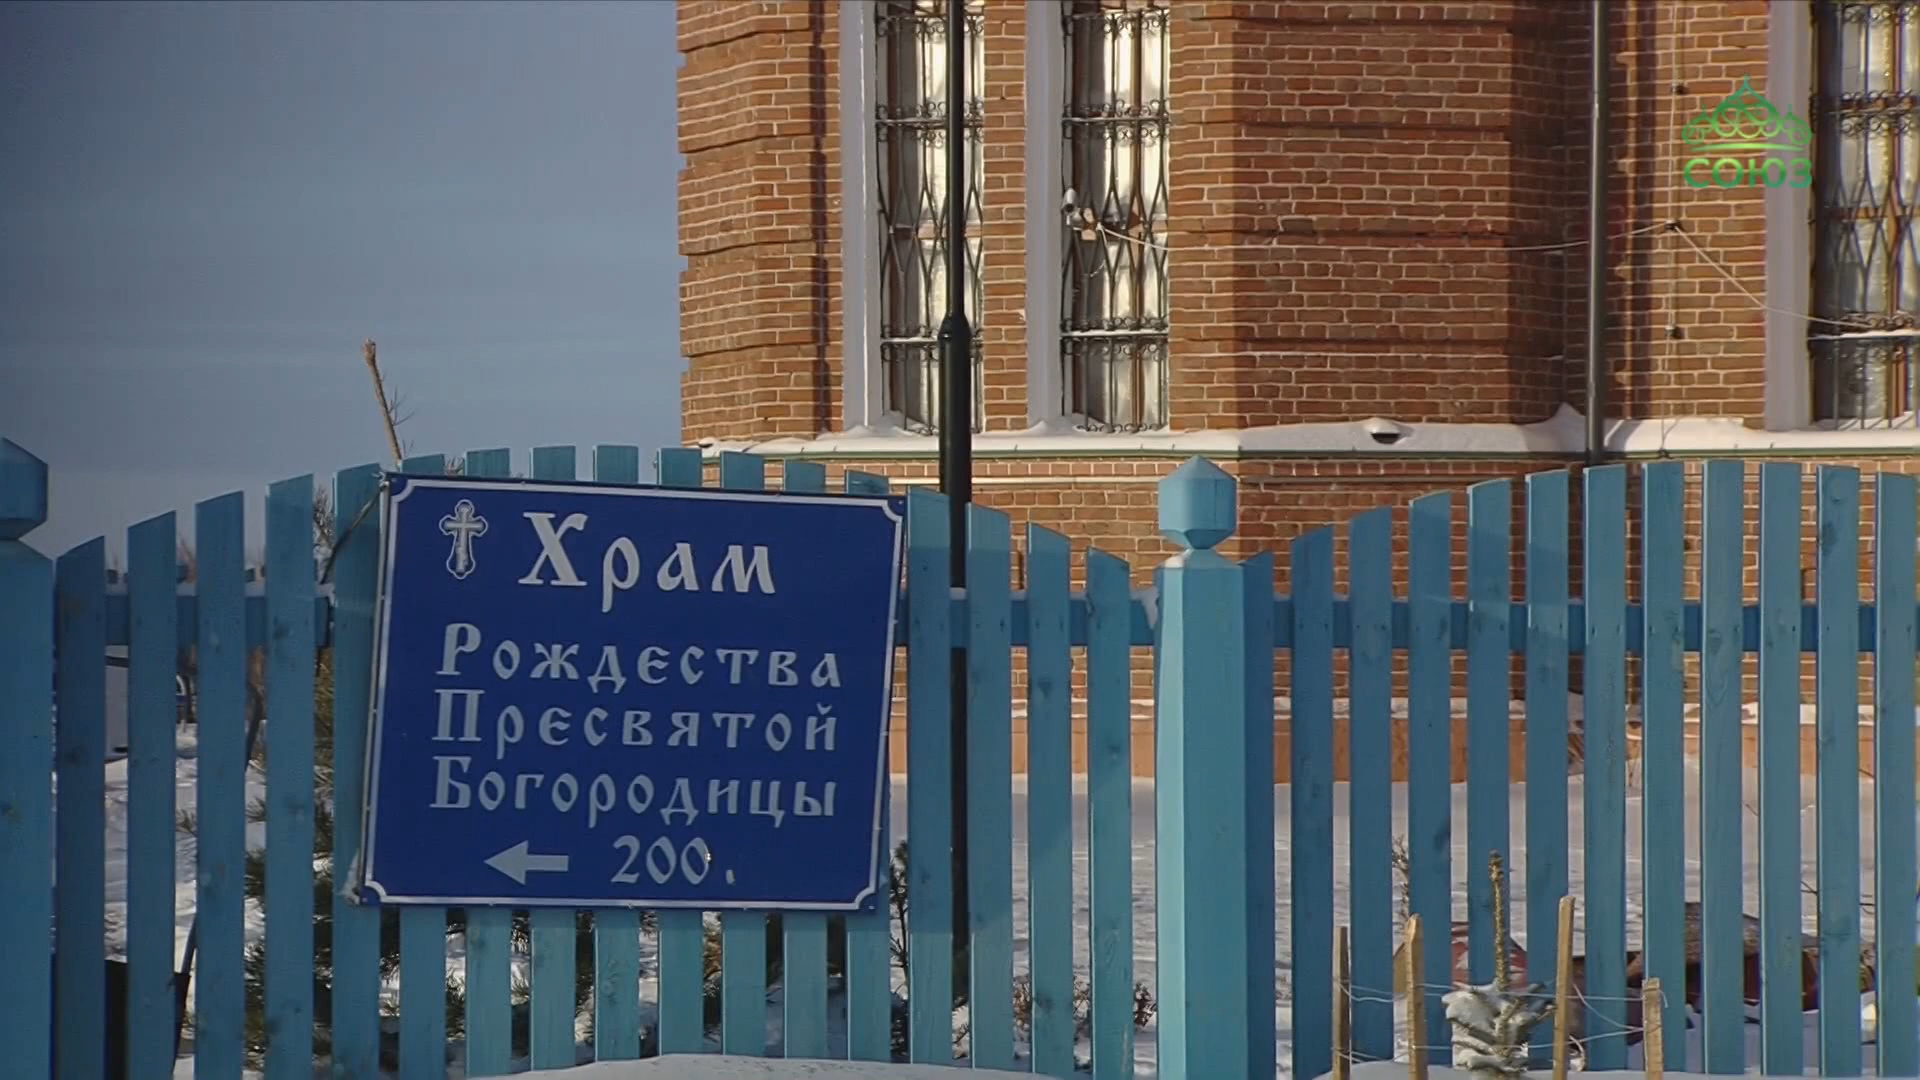 Храм
Рождества
Пресвятой
Богородицы
← 200 .
СОЮЗ